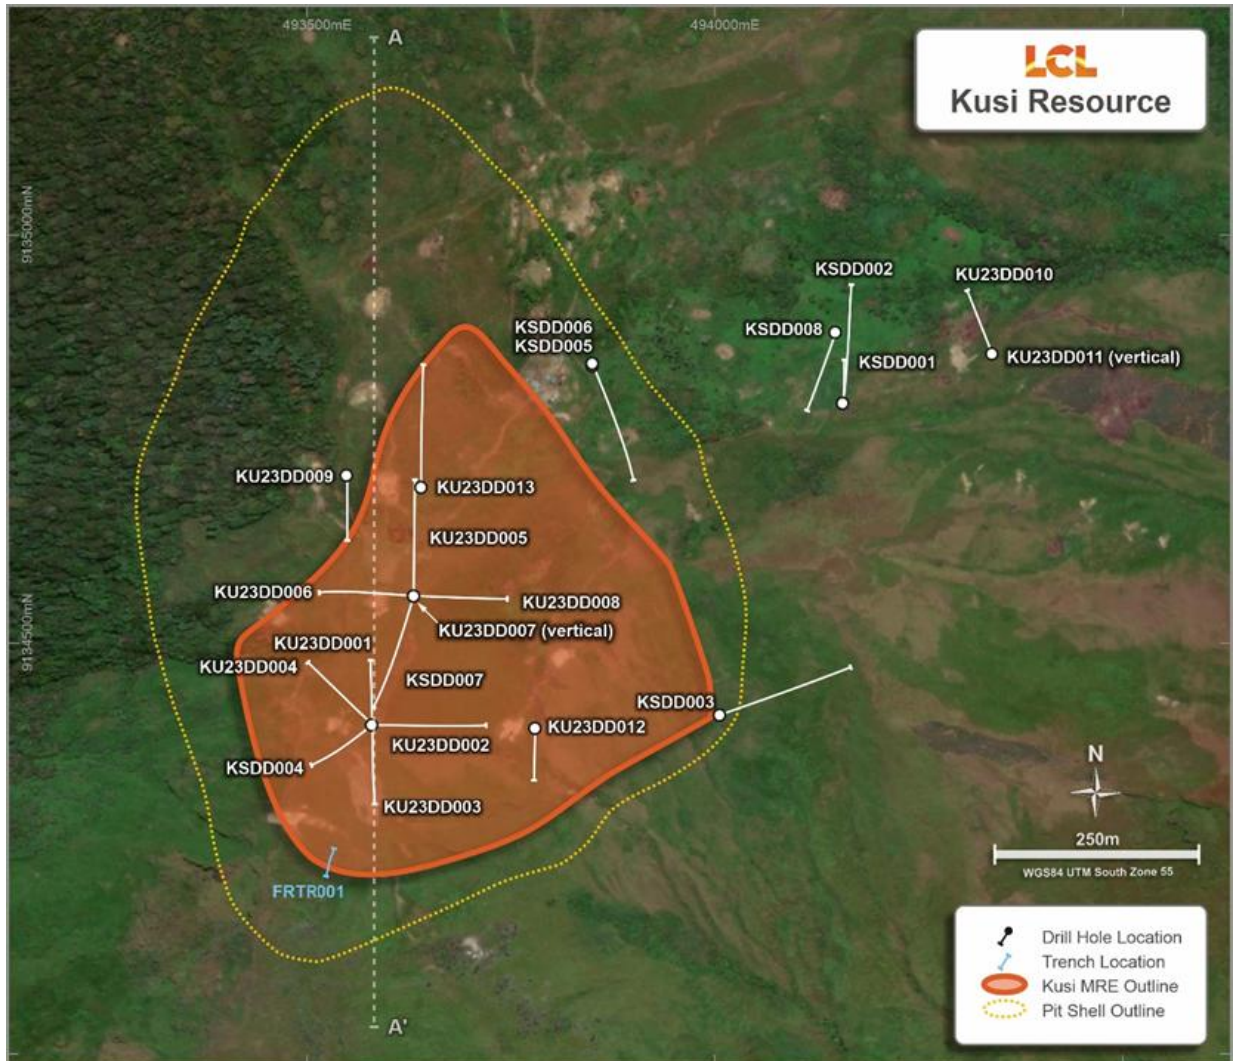 493500mE
494000mE
A
LCL
Kusi Resource
9135000mN
KSDD002
KU23DD010
KSDD006
KSDD005
KSDD008
KU23DD011 (vertical)
KSDD001
KU23DD009
KU23DD013
KU23DD005
KU23DD006
KU23DD008
9134500mN
KU23DD007 (vertical)
KU23DD001
KU23DD004
KSDD007
KSDD003
KU23DD012
KU23DD002
KSDD004
KU23DD003
N
250m
WGS84 UTM South Zone 55
FRTR001
Drill Hole Location
Trench Location
Kusi MRE Outline
Pit Shell Outline
A'